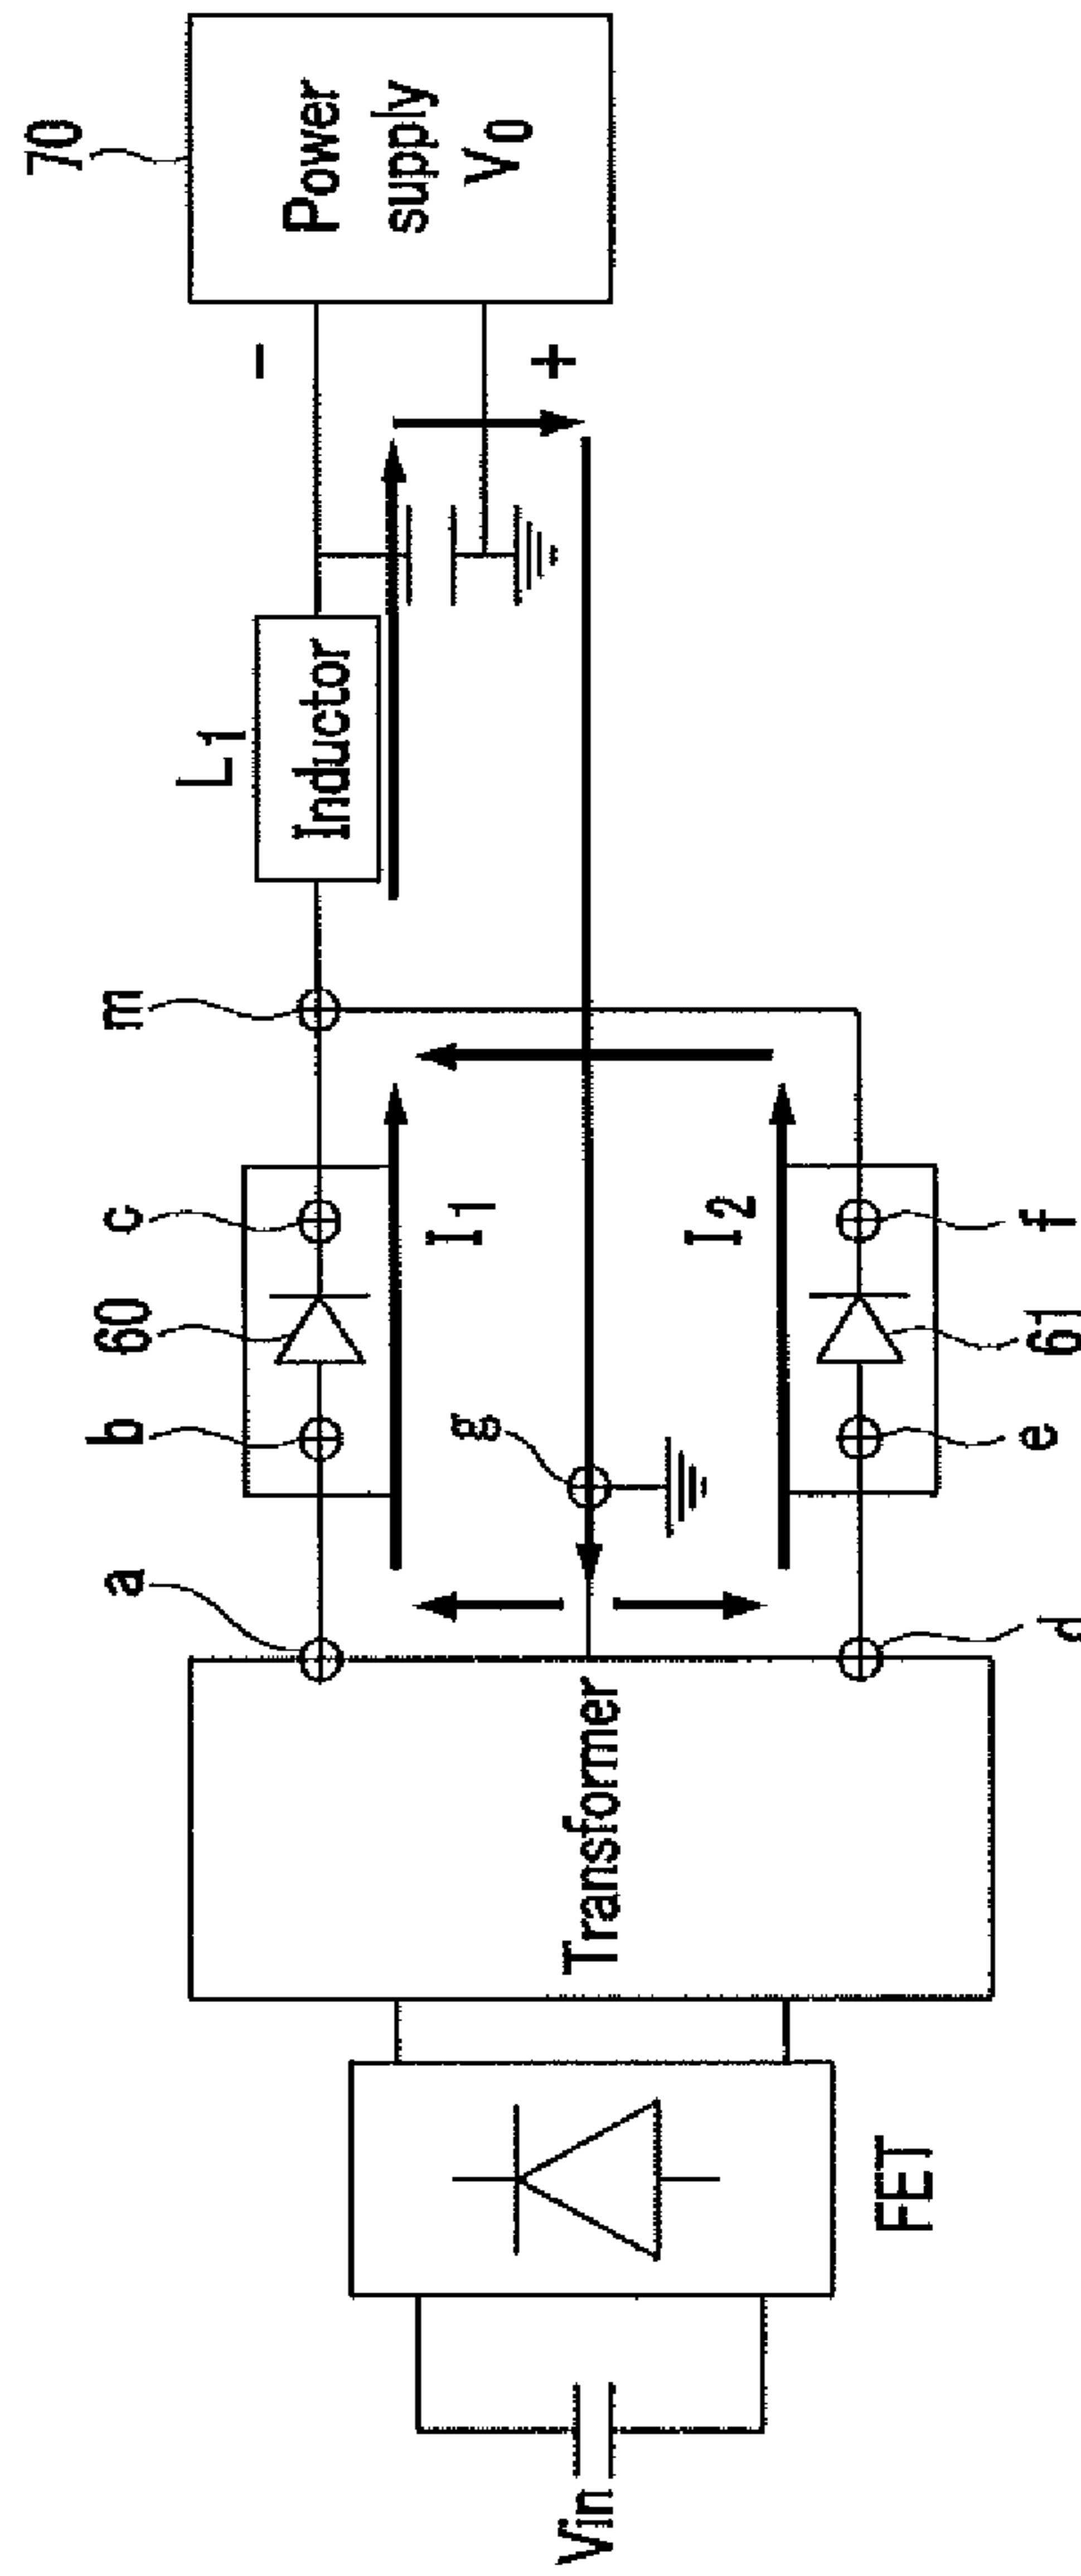 70
Power
supply
V0
-
+
L1
Inductor
m
c
60
b
a
I1
I2
g
f
61
e
d
Transformer
FET
Vin